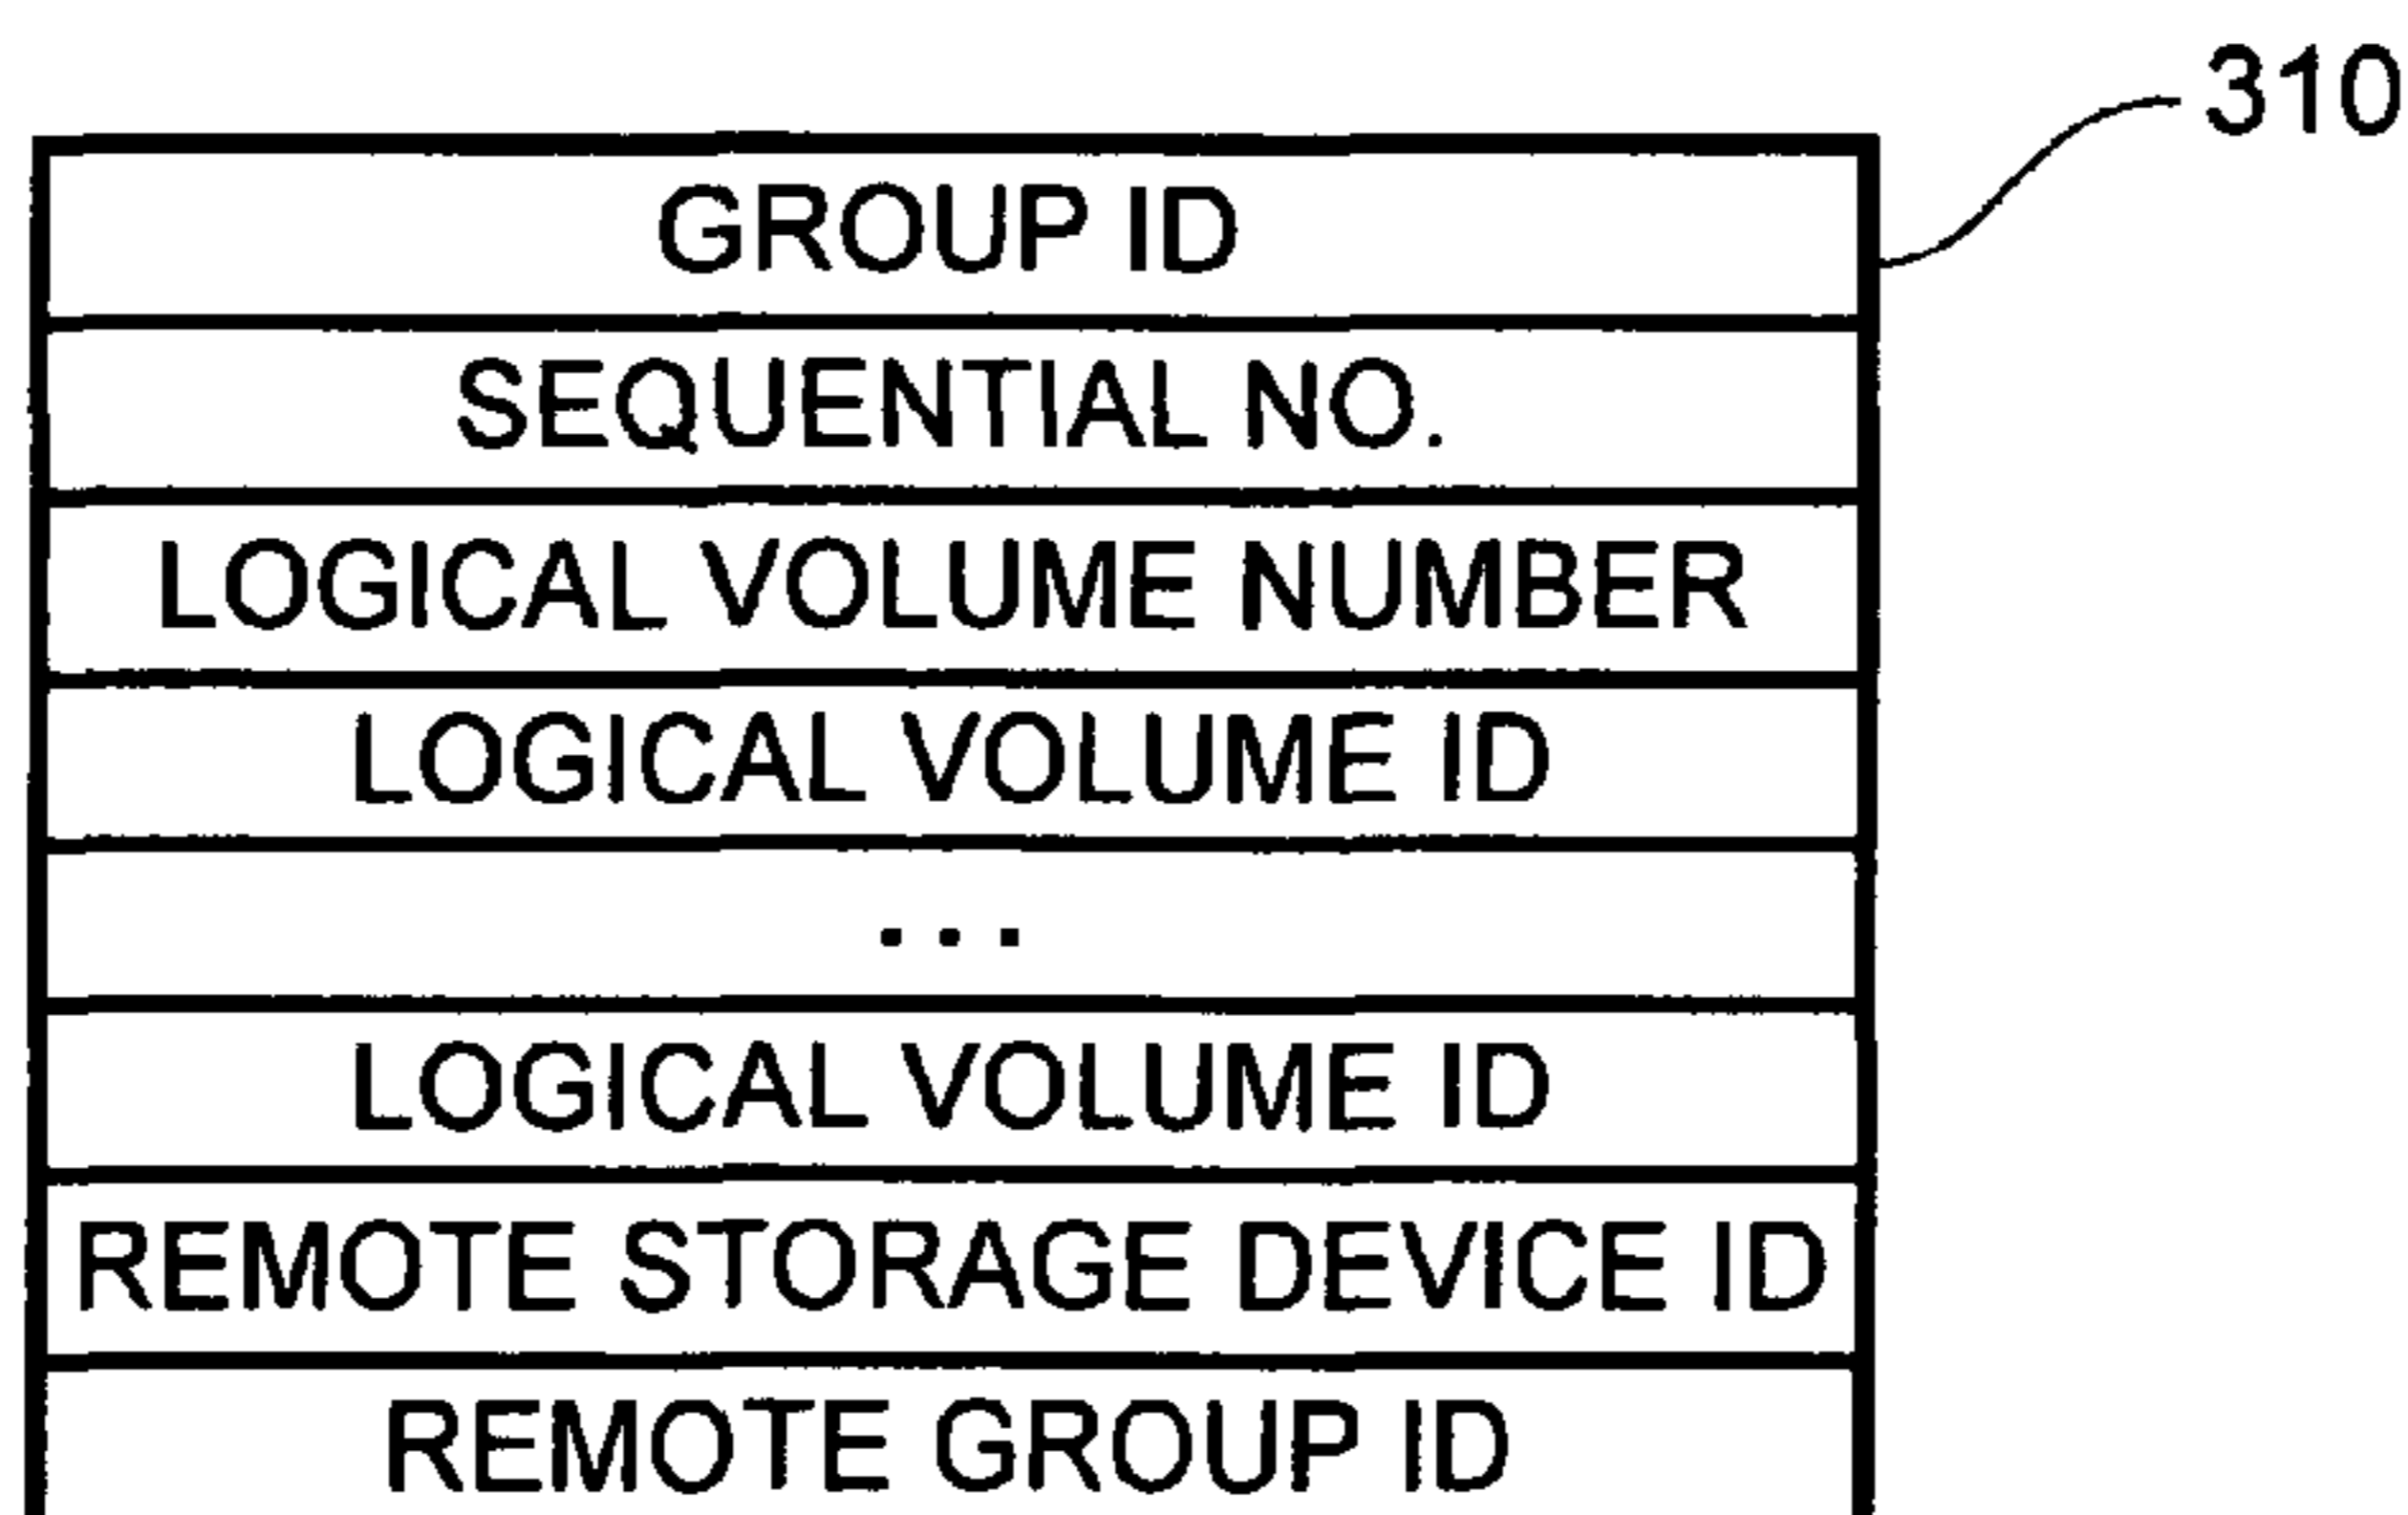 310
GROUP ID
SEQUENTIAL NO.
LOGICAL VOLUME NUMBER
LOGICAL VOLUME ID
...
LOGICAL VOLUME ID
REMOTE STORAGE DEVICE ID
REMOTE GROUP ID